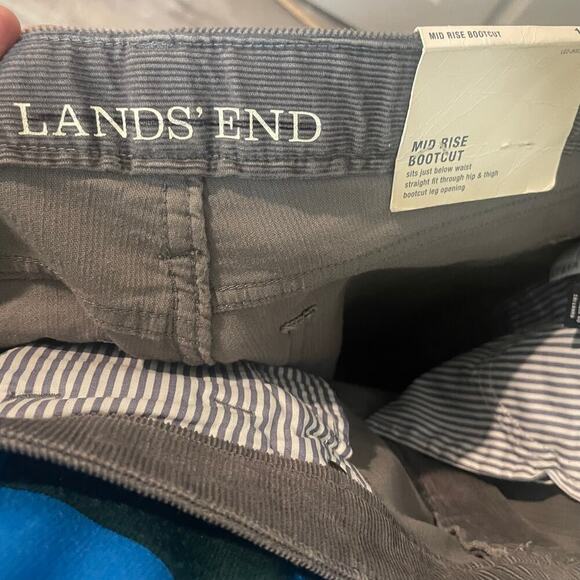 MID RISE BOOTCUT
LANDS' END
MID RISE
BOOTCUT
sits just below waist
straight fit through hip & thigh
bootcut leg opening